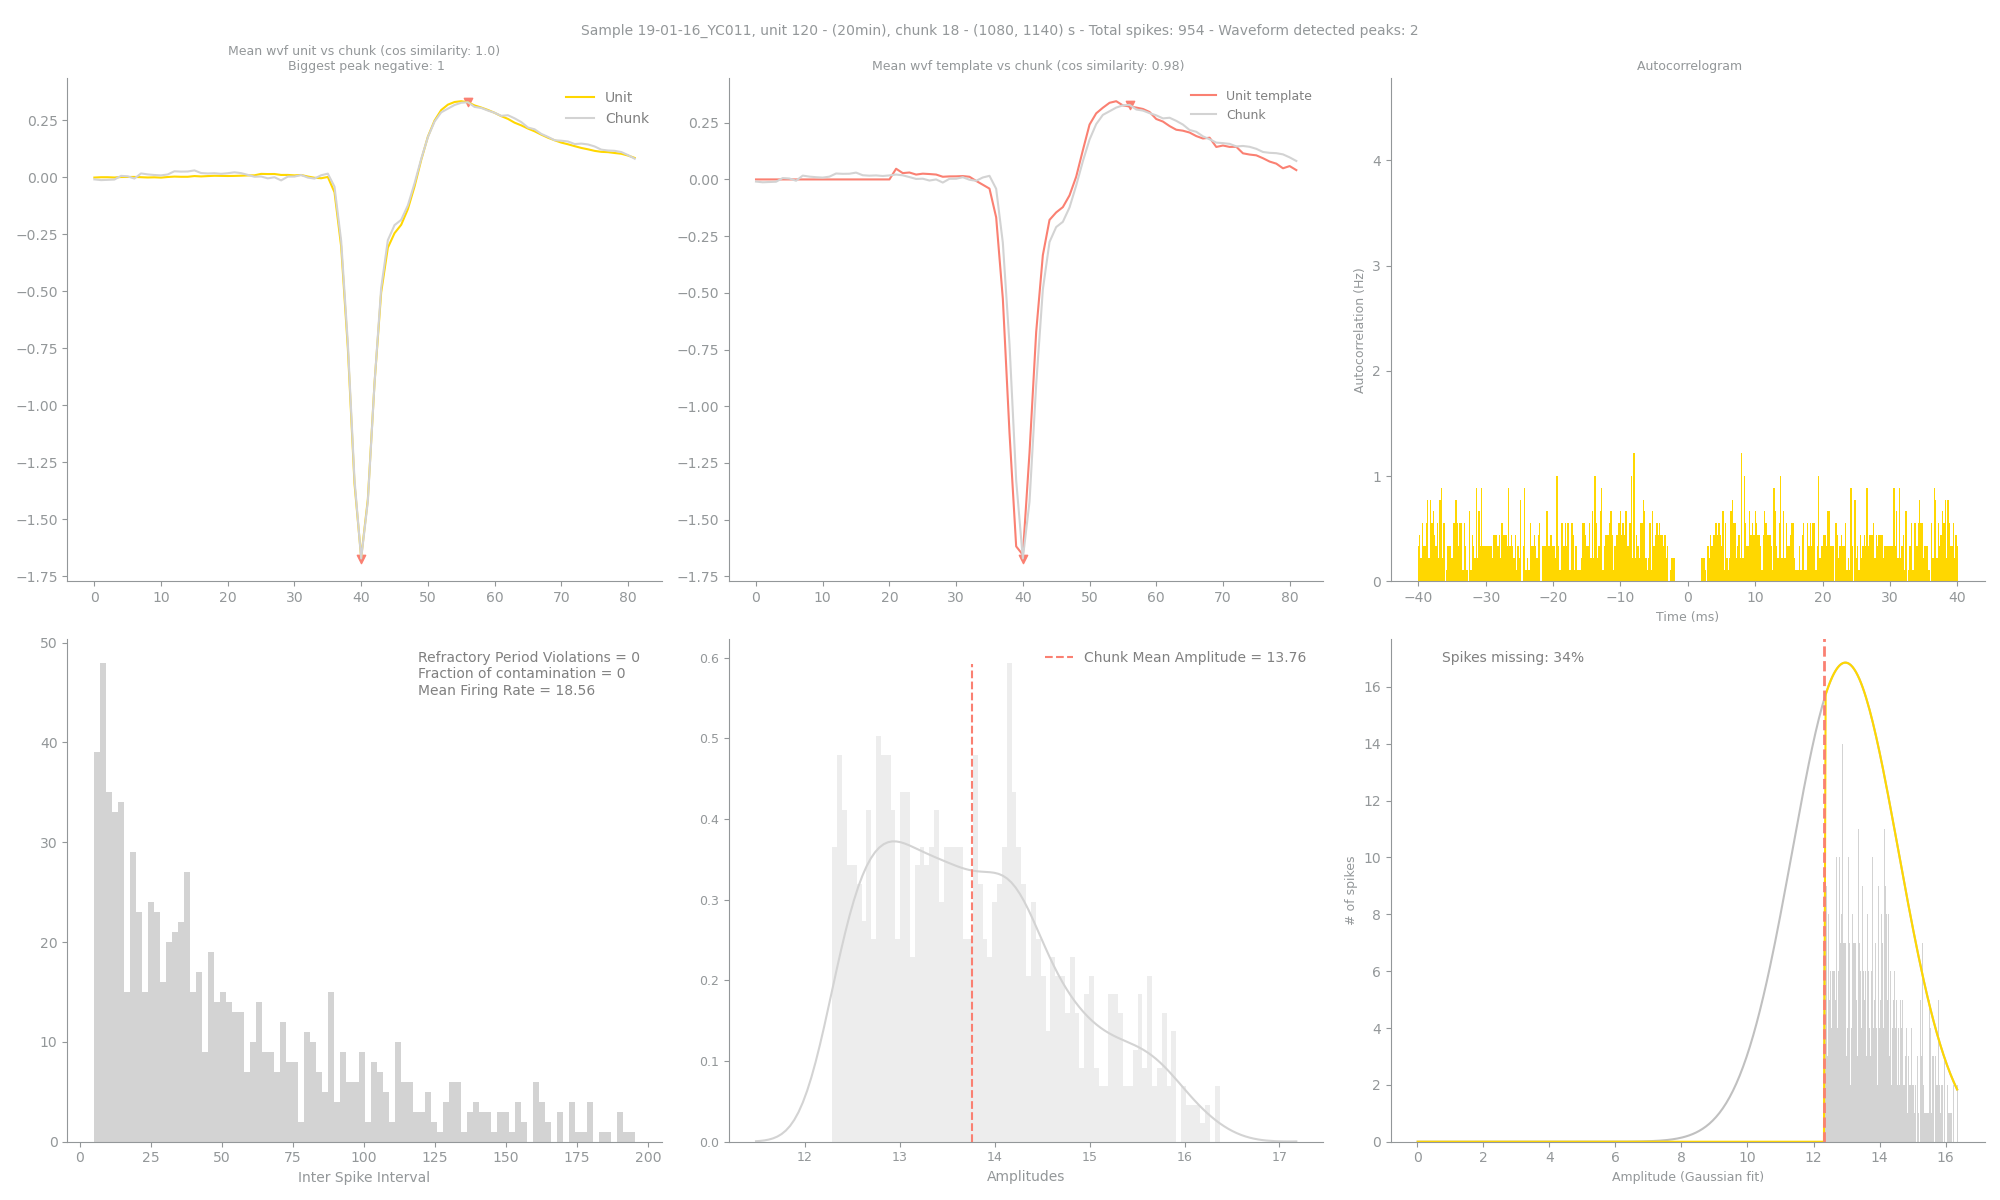 Sample 19-01-16_YC011, unit 120 - (20min), chunk 18 - (1080, 1140) s - Total spikes: 954 - Waveform detected peaks: 2
Mean wvf unit vs chunk (cos similarity: 1.0)
Biggest peak negative: 1
Unit
Chunk
0.25
0.00
−0.25
−0.50
−0.75
−1.00
−1.25
−1.50
−1.75
0 10 20 30 40 50 60 70 80
Mean wvf template vs chunk (cos similarity: 0.98)
Unit template
Chunk
0.25
0.00
−0.25
−0.50
−0.75
−1.00
−1.25
−1.50
−1.75
0 10 20 30 40 50 60 70 80
Autocorrelogram
Autocorrelation (Hz)
4
3
2
1
0
−40 −30 −20 −10 0 10 20 30 40
Time (ms)
Refractory Period Violations = 0
Fraction of contamination = 0
Mean Firing Rate = 18.56
50
40
30
20
10
0
0 25 50 75 100 125 150 175 200
Inter Spike Interval
Chunk Mean Amplitude = 13.76
0.6
0.5
0.4
0.3
0.2
0.1
0.0
12 13 14 15 16 17
Amplitudes
Spikes missing: 34%
# of spikes
16
14
12
10
8
6
4
2
0
0 2 4 6 8 10 12 14 16
Amplitude (Gaussian fit)